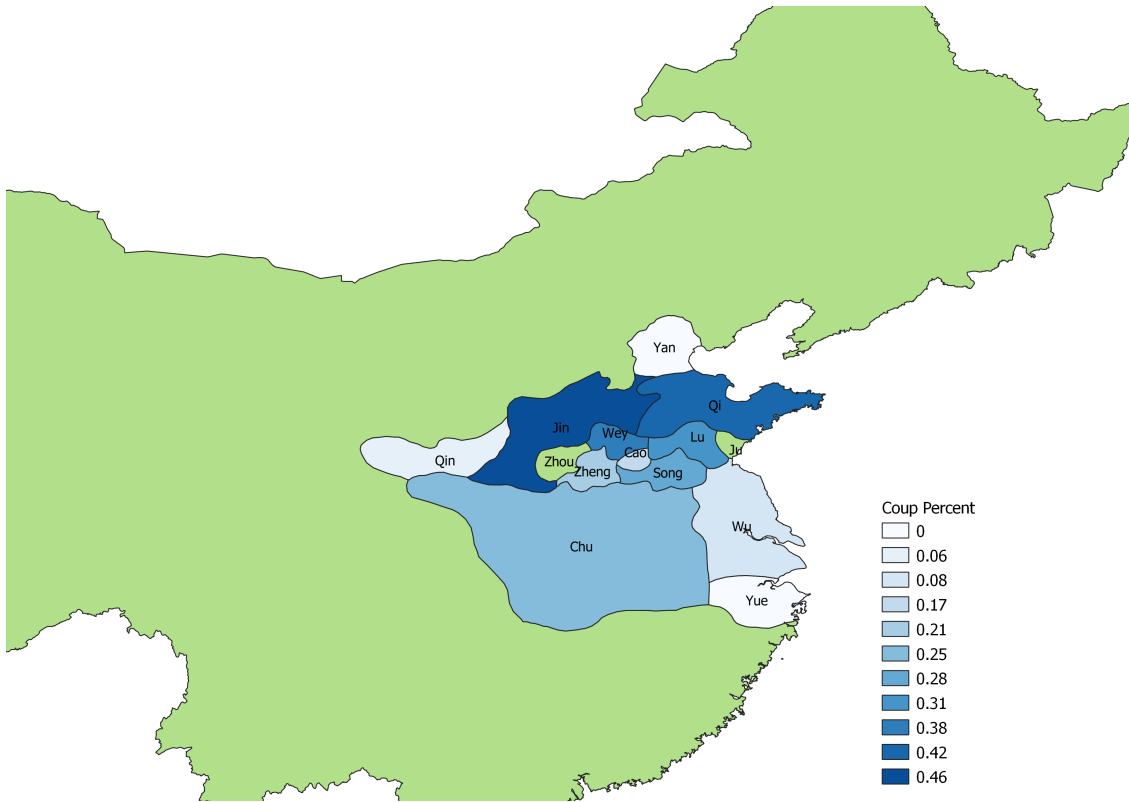 Yan
Qi
Jin
Wey
Lu
Cao
Ju
Qin
Zhou
Zheng
Song
Wu
Chu
Yue
Coup Percent
0
0.06
0.08
0.17
0.21
0.25
0.28
0.31
0.38
0.42
0.46